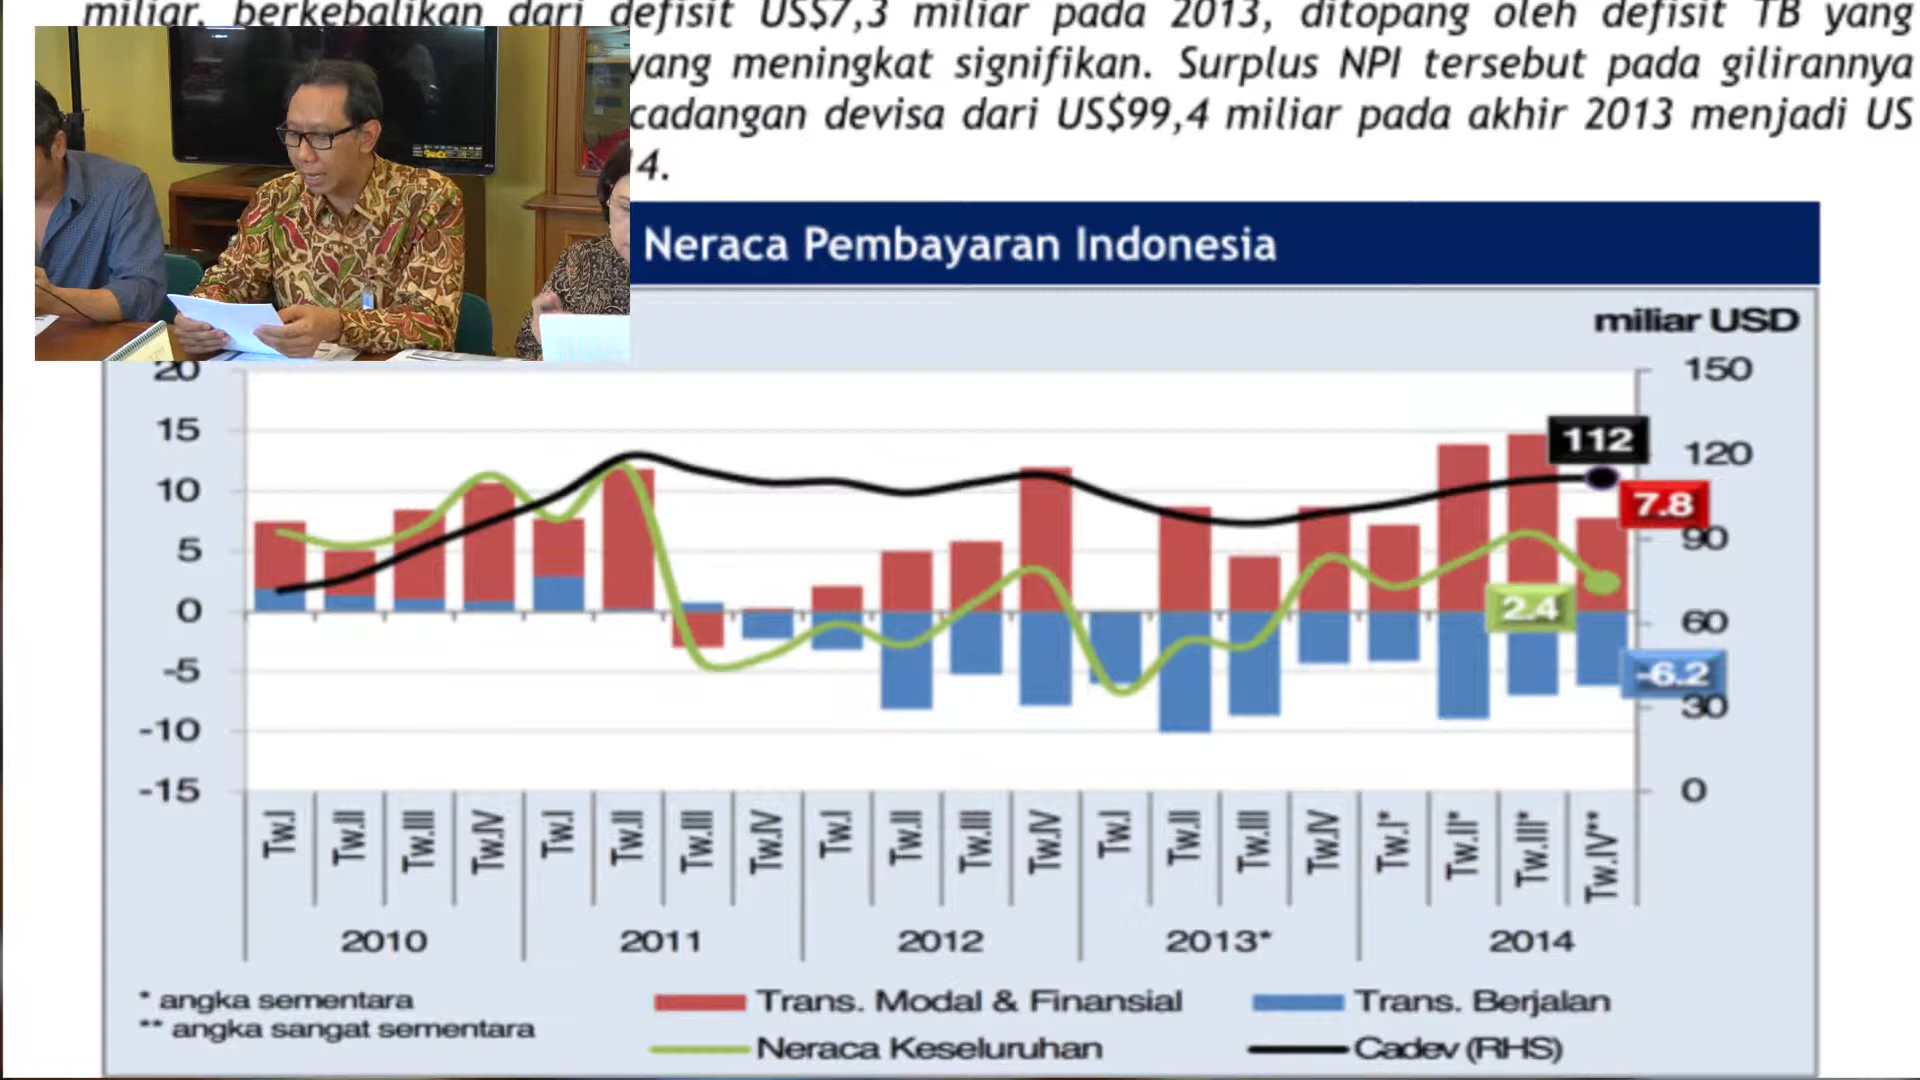 miliar, berkebalikan dari defisit US$7,3 miliar pada 2013, ditopang oleh defisit TB yang
yang meningkat signifikan. Surplus NPI tersebut pada gilirannya
cadangan devisa dari US$99,4 miliar pada akhir 2013 menjadi US
14.
Neraca Pembayaran Indonesia
miliar USD
20
15
10
5
0
-5
-10
-15
150
120
90
60
30
0
112
7.8
2.4
-6.2
Tw.I Tw.II Tw.III Tw.IV Tw.I Tw.II Tw.III Tw.IV Tw.I Tw.II Tw.III Tw.IV Tw.I Tw.II Tw.III Tw.IV Tw.I* Tw.II* Tw.III* Tw.IV**
2010 2011 2012 2013* 2014
* angka sementara
** angka sangat sementara
Trans. Modal & Finansial
Trans. Berjalan
Neraca Keseluruhan
Cadev (RHS)